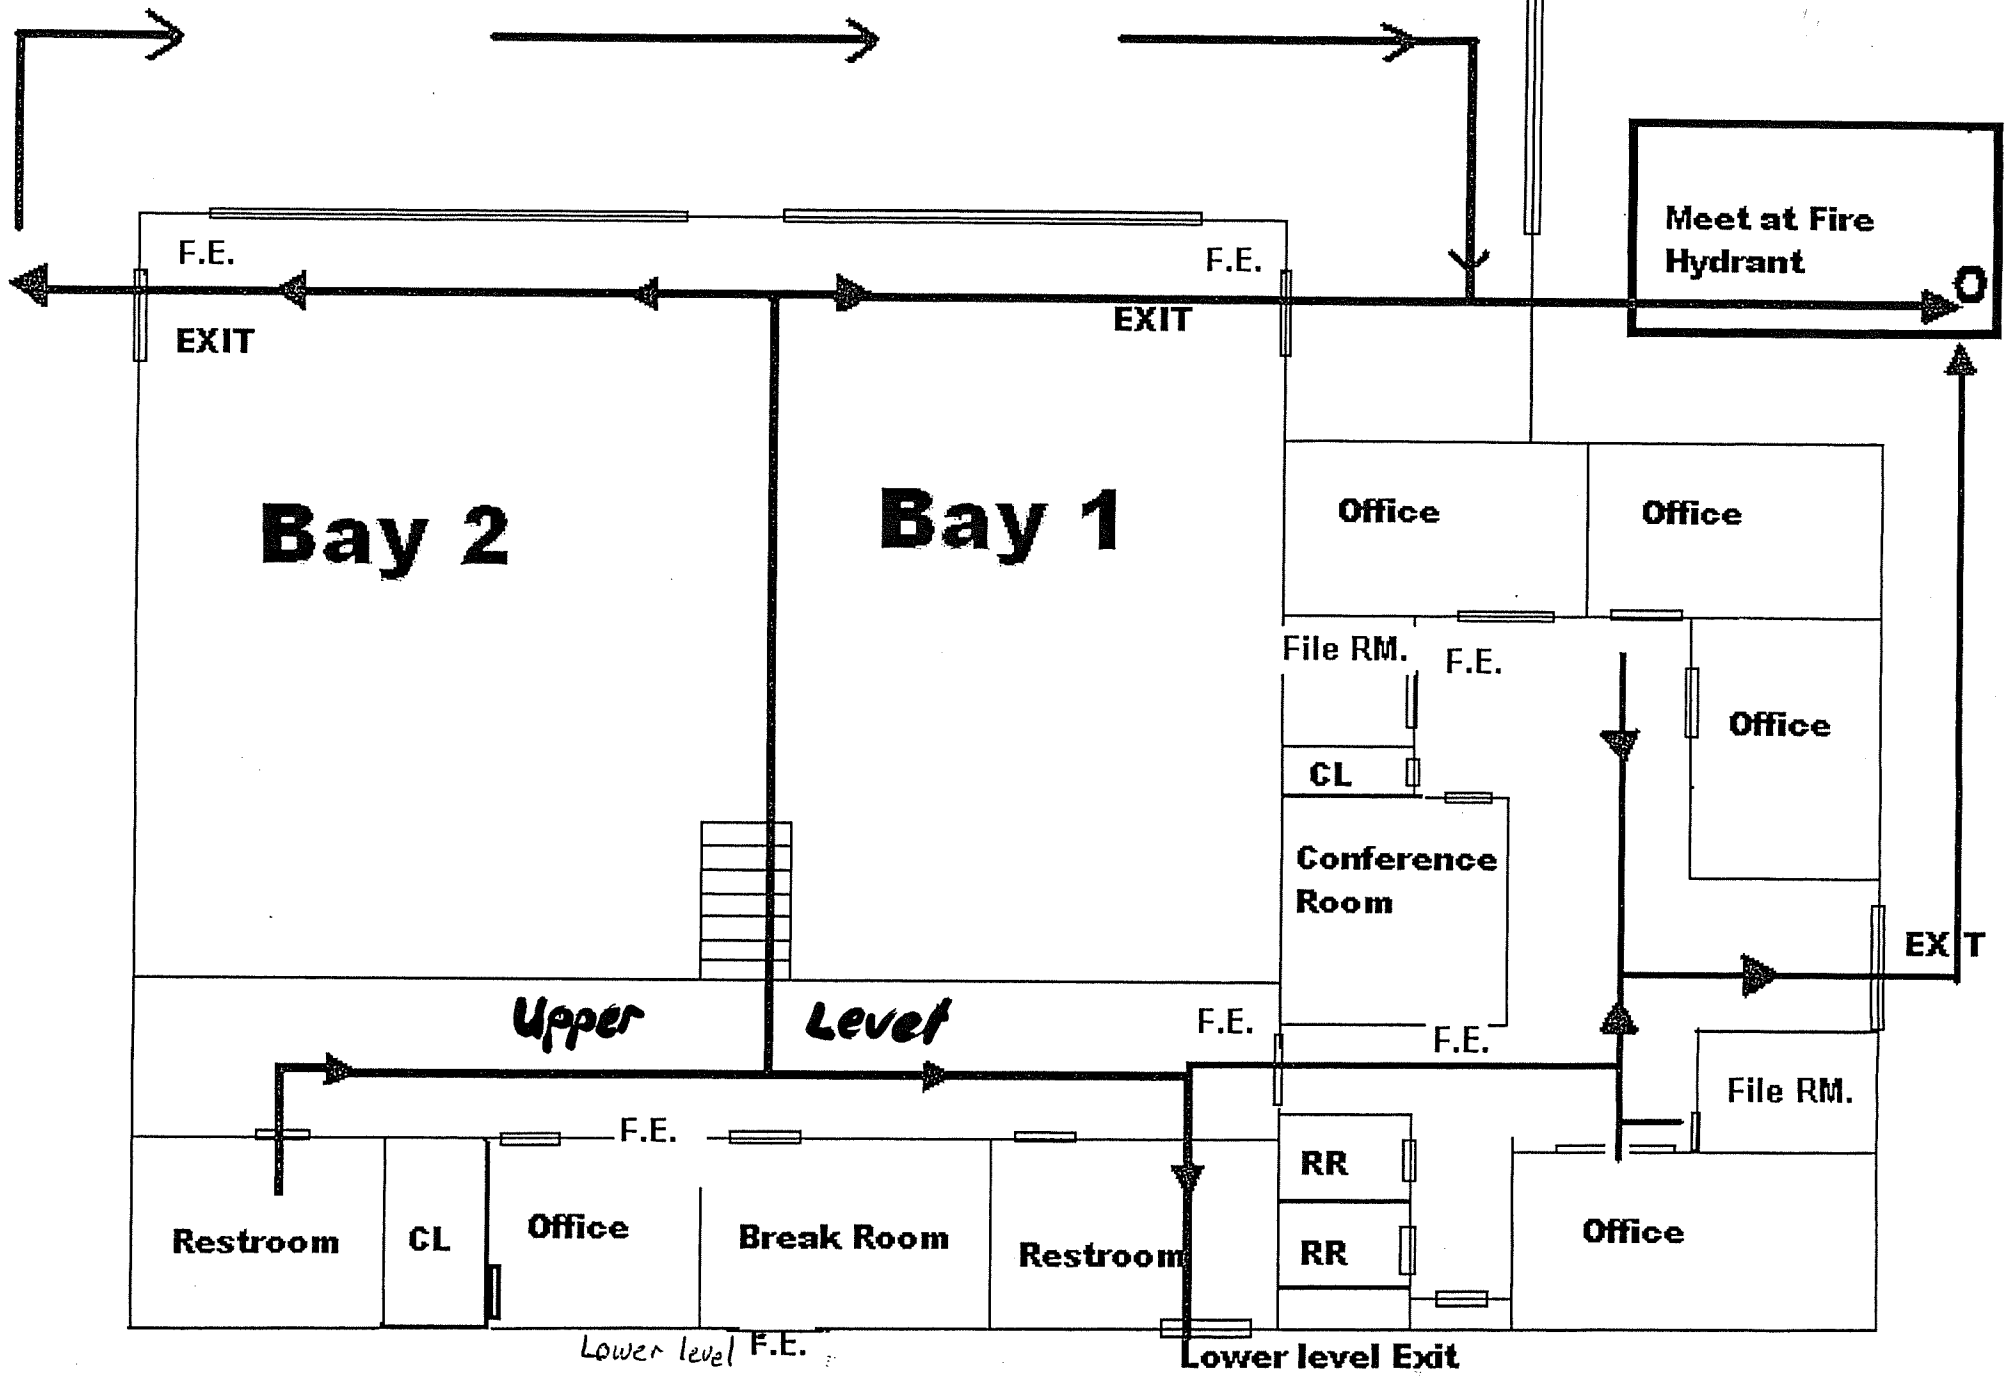 Meet at Fire
Hydrant
O
F.E.
F.E.
EXIT
EXIT
Bay 2
Bay 1
Office
Office
File RM.
F.E.
Office
CL
Conference
Room
EXIT
Upper Level
F.E.
F.E.
File RM.
F.E.
RR
Restroom
CL
Office
Break Room
Restroom
RR
Office
Lower level F.E.
Lower level Exit